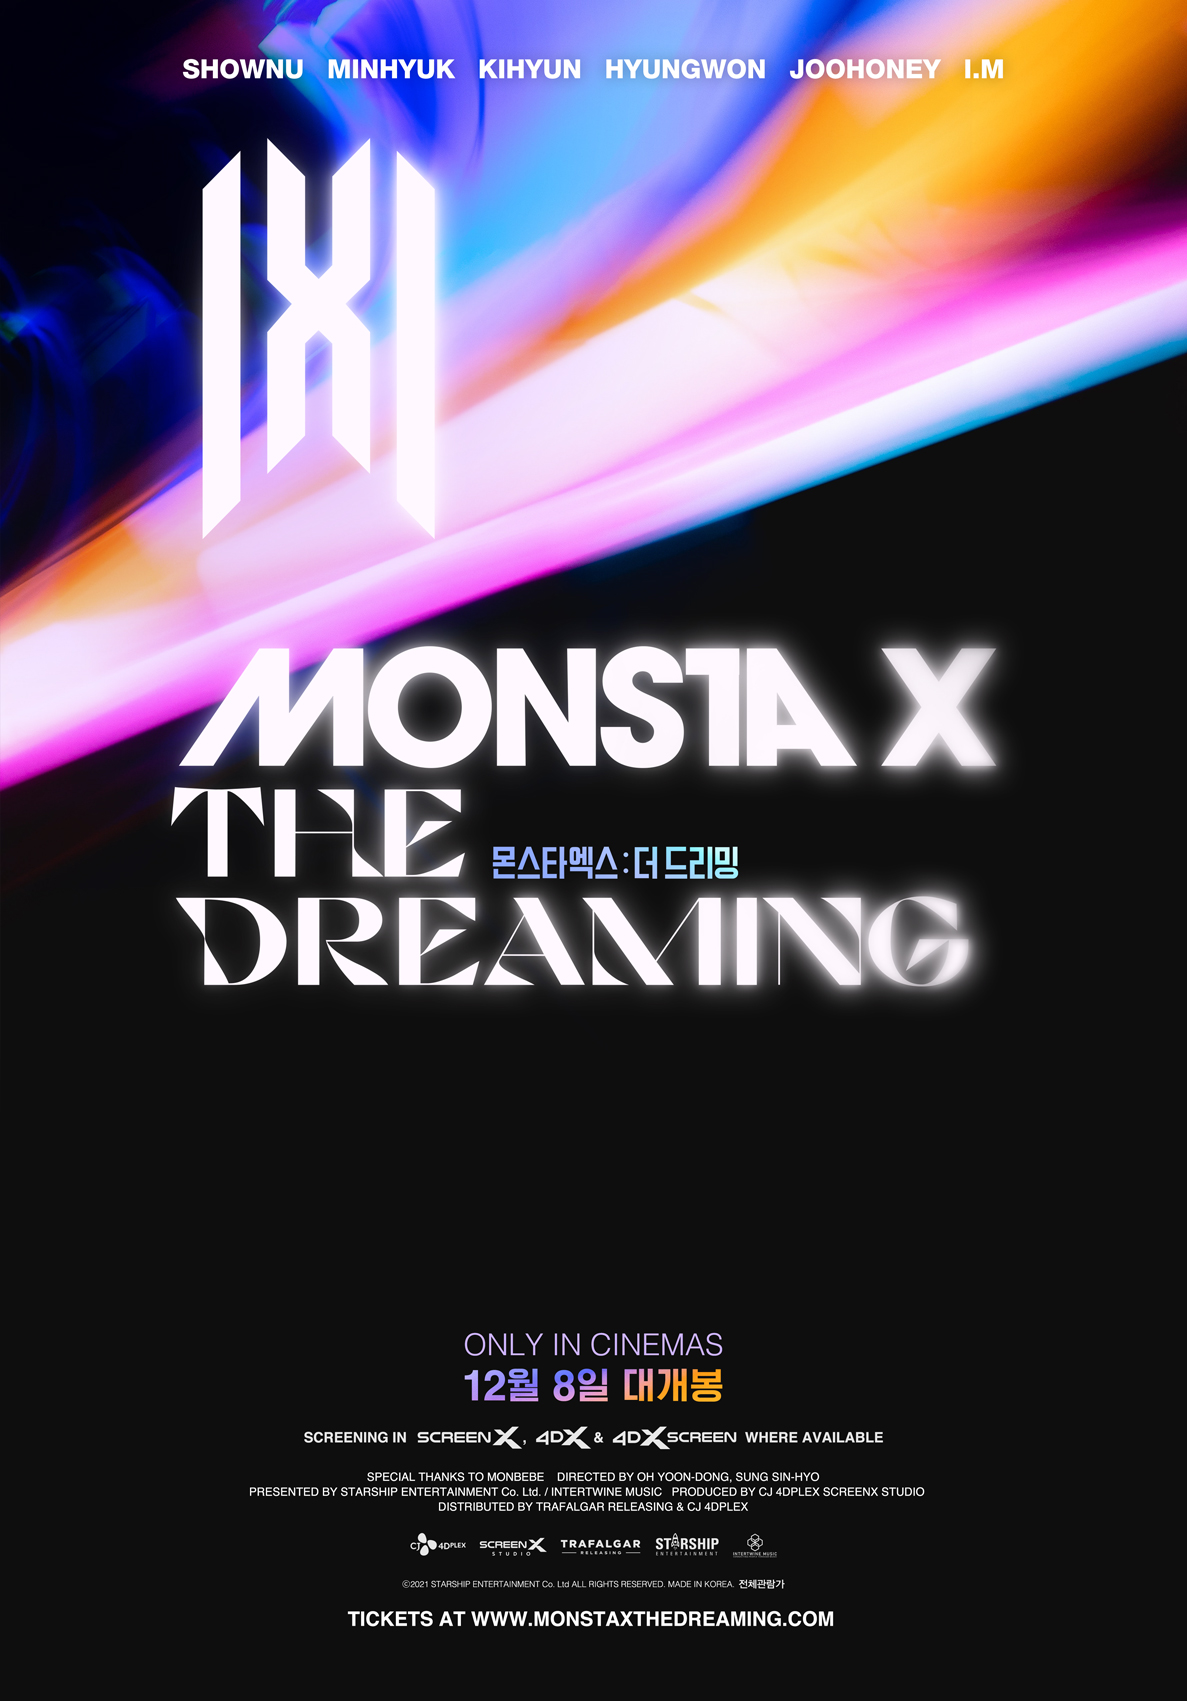 SHOWNU MINHYUK KIHYUN HYUNGWON JOOHONEY I.M
MONSTA X
THE
몬스타엑스:더 드리밍
DREAMING
ONLY IN CINEMAS
12월 8일 대개봉
SCREENING IN SCREENX, 4DX & 4DXSCREEN WHERE AVAILABLE
SPECIAL THANKS TO MONBEBE DIRECTED BY OH YOON-DONG, SUNG SIN-HYO
PRESENTED BY STARSHIP ENTERTAINMENT Co. Ltd. / INTERTWINE MUSIC PRODUCED BY CJ 4DPLEX SCREENX STUDIO
DISTRIBUTED BY TRAFALGAR RELEASING & CJ 4DPLEX
CJ 4DPLEX SCREENX STUDIO TRAFALGAR RELEASING STARSHIP ENTERTAINMENT INTERTWINE MUSIC
©2021 STARSHIP ENTERTAINMENT Co. Ltd ALL RIGHTS RESERVED. MADE IN KOREA. 전체관람가
TICKETS AT WWW.MONSTAXTHEDREAMING.COM